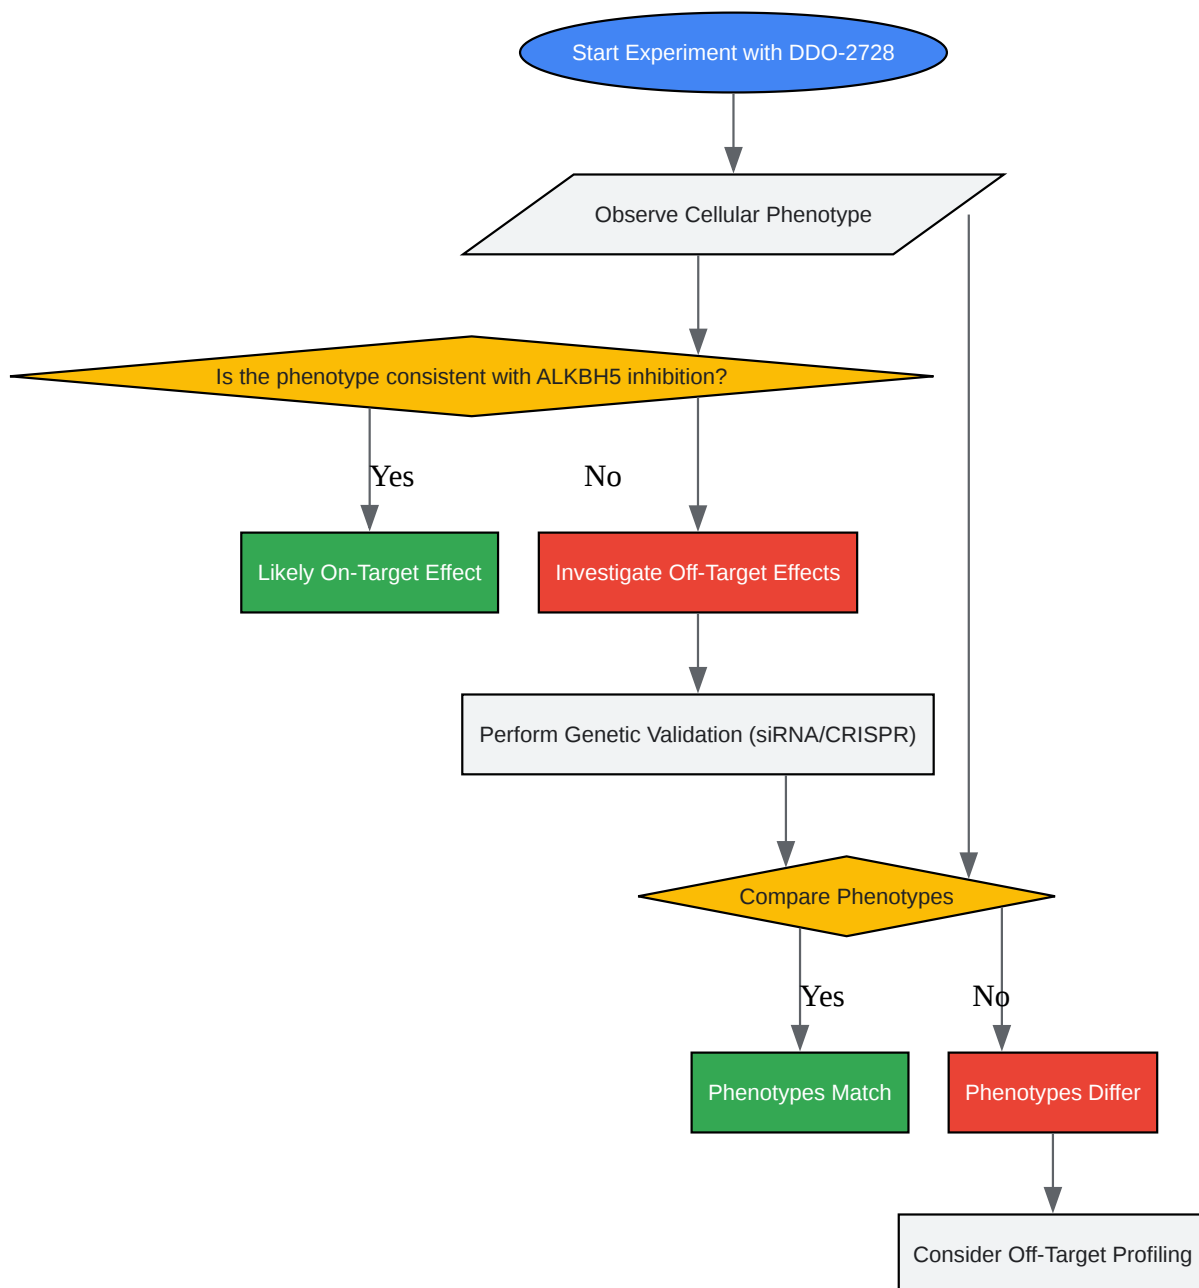 Start Experiment with DDO-2728
Observe Cellular Phenotype
Is the phenotype consistent with ALKBH5 inhibition?
Yes
No
Likely On-Target Effect
Investigate Off-Target Effects
Perform Genetic Validation (siRNA/CRISPR)
Compare Phenotypes
Yes
No
Phenotypes Match
Phenotypes Differ
Consider Off-Target Profiling